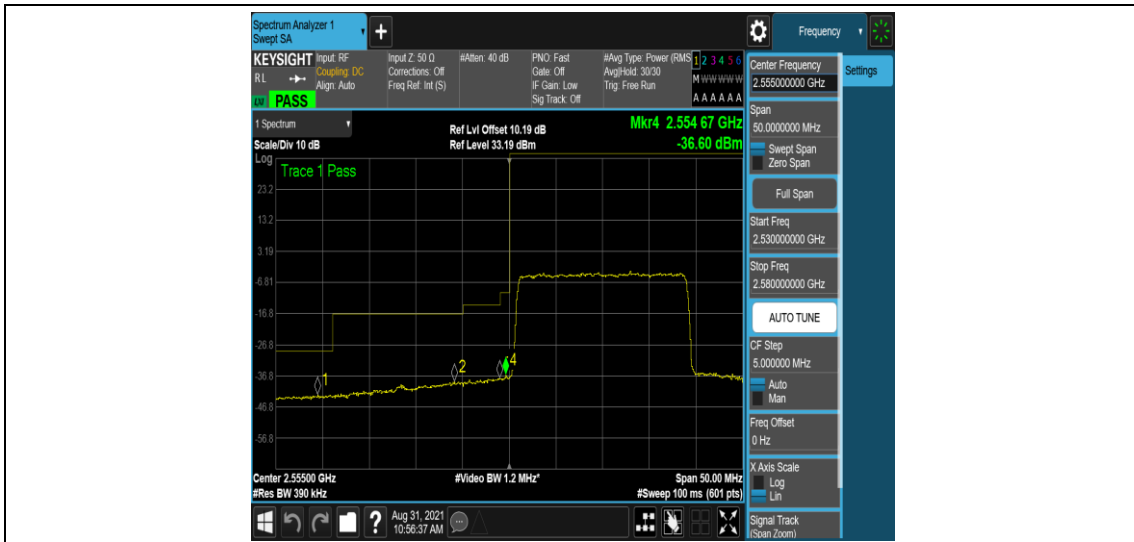 Spectrum Analyzer 1
Swept SA
+
Frequency
KEYSIGHT
RL
Input: RF
Coupling: DC
Align: Auto
Input Z: 50 Ω
Corrections: Off
Freq Ref: Int (S)
#Atten: 40 dB
PNO: Fast
Gate: Off
IF Gain: Low
Sig Track: Off
#Avg Type: Power (RMS
Avg|Hold: 30/30
Trig: Free Run
1 2 3 4 5 6
M W W W W W
A A A A A A
PASS
1 Spectrum
Scale/Div 10 dB
Ref Lvl Offset 10.19 dB
Ref Level 33.19 dBm
Mkr4 2.554 67 GHz
-36.60 dBm
Log
Trace 1 Pass
23.2
13.2
3.19
-6.81
-16.8
-26.8
-36.8
-46.8
-56.8
1
2
4
Center 2.55500 GHz
#Res BW 390 kHz
#Video BW 1.2 MHz*
Span 50.00 MHz
#Sweep 100 ms (601 pts)
Center Frequency
2.555000000 GHz
Settings
Span
50.0000000 MHz
Swept Span
Zero Span
Full Span
Start Freq
2.530000000 GHz
Stop Freq
2.580000000 GHz
AUTO TUNE
CF Step
5.000000 MHz
Auto
Man
Freq Offset
0 Hz
X Axis Scale
Log
Lin
Signal Track
(Span Zoom)
?
Aug 31, 2021
10:56:37 AM